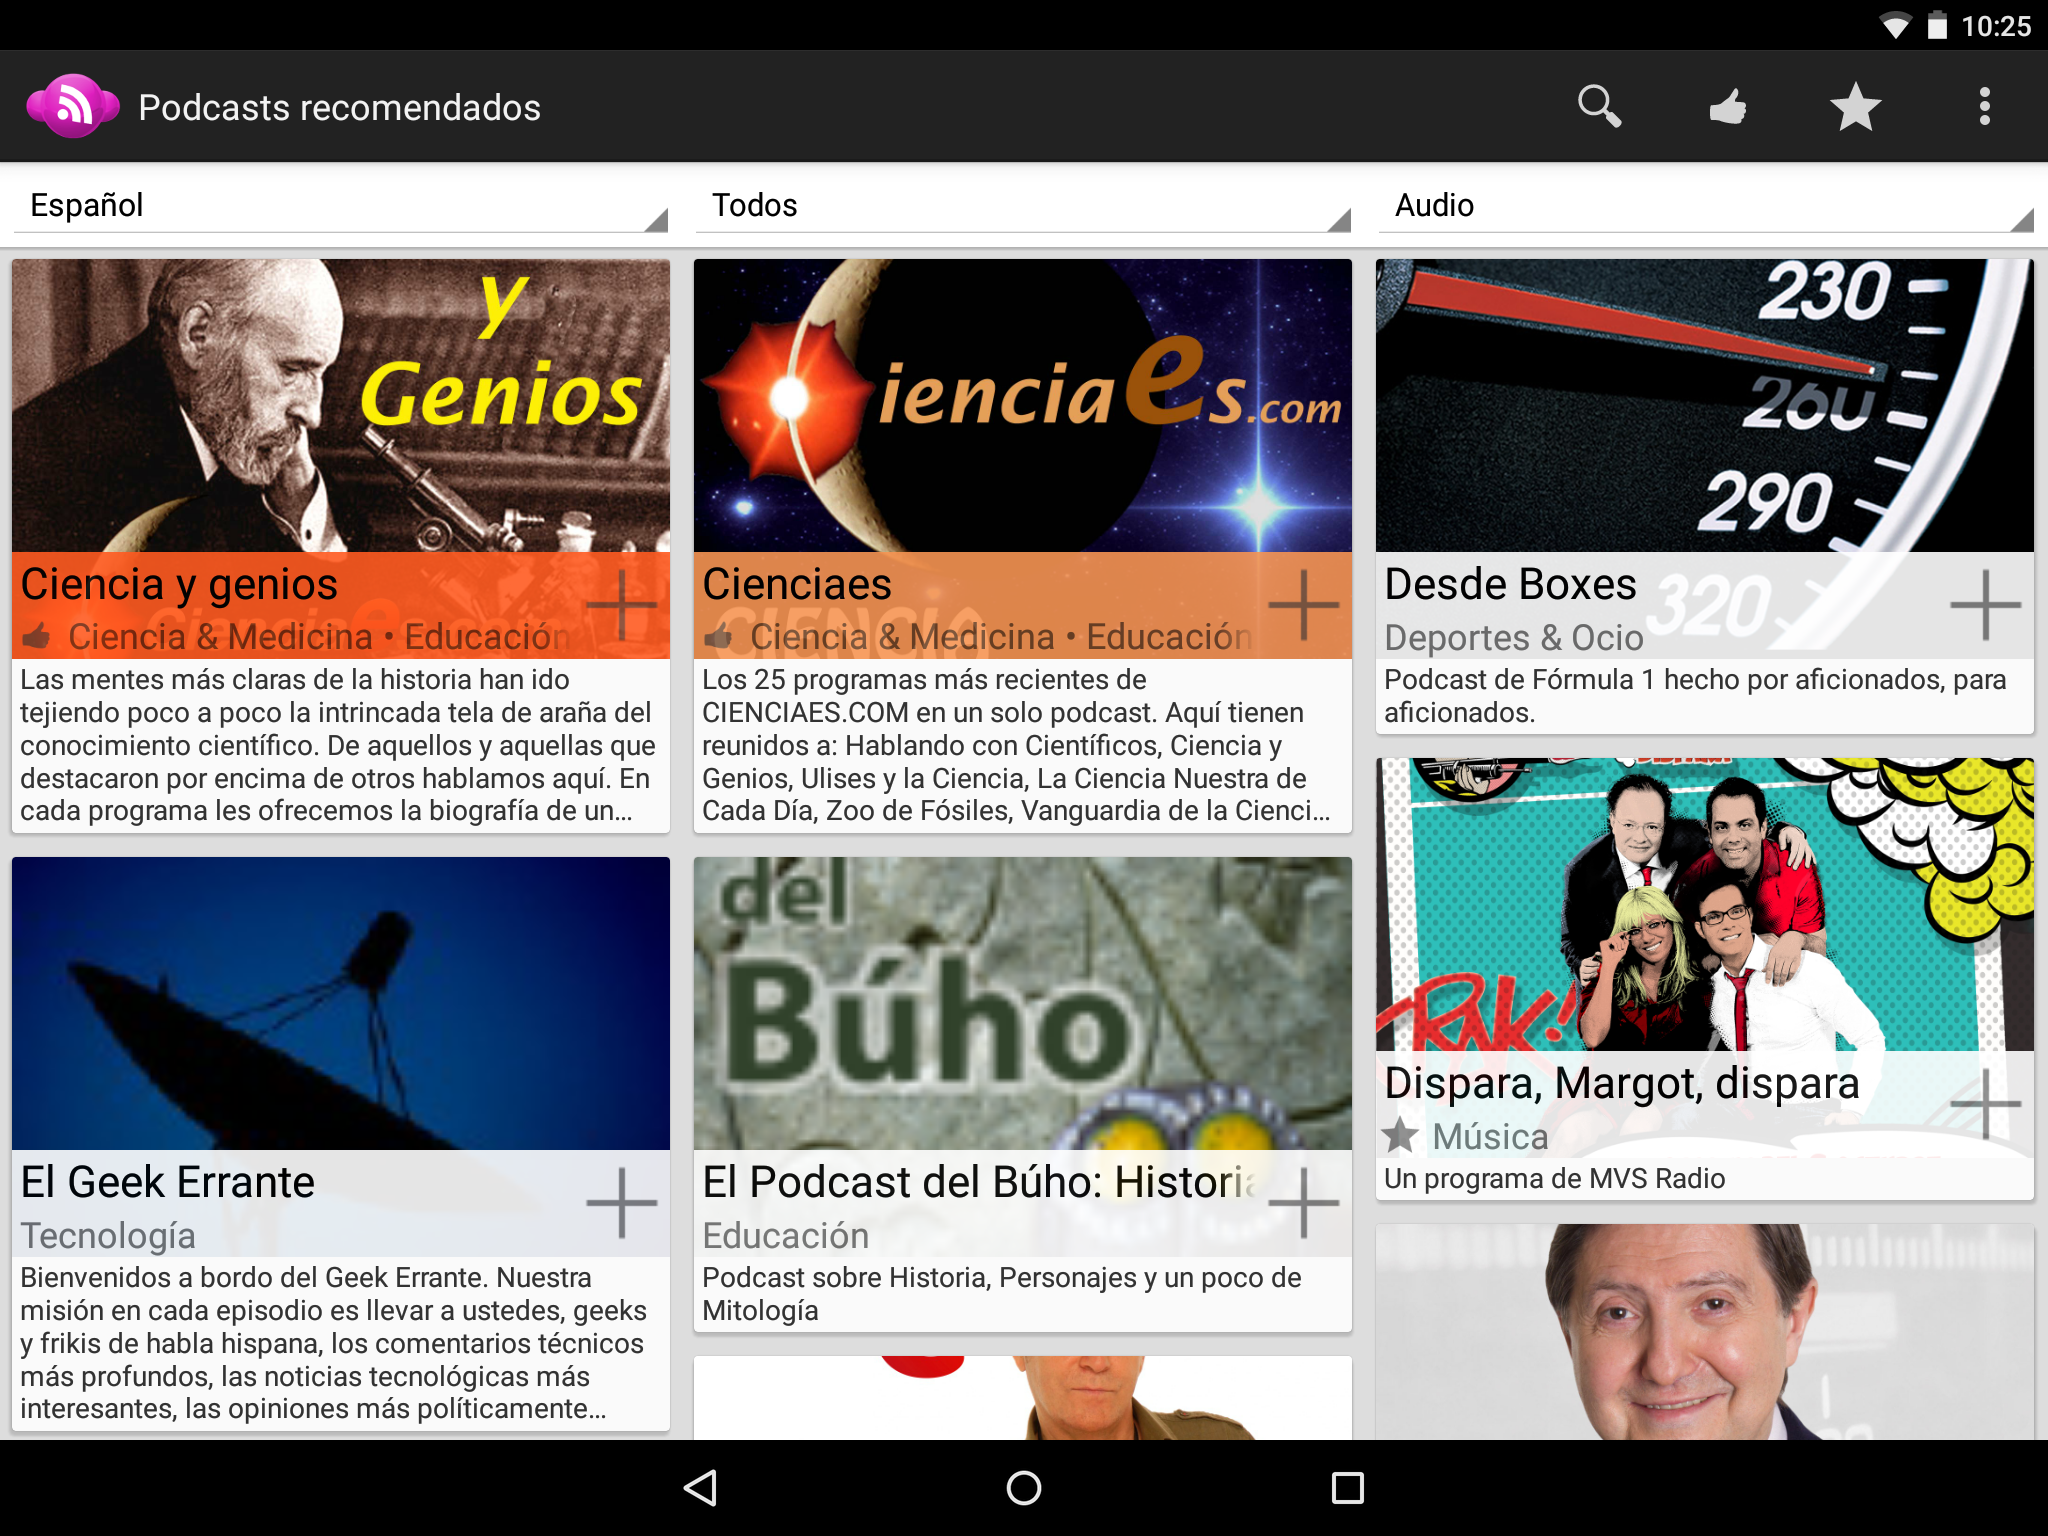 10:25
Podcasts recomendados
Español
Todos
Audio
y
Genios
Ciencia y genios
Ciencia & Medicina • Educación
Las mentes más claras de la historia han ido
tejiendo poco a poco la intrincada tela de araña del
conocimiento científico. De aquellos y aquellas que
destacaron por encima de otros hablamos aquí. En
cada programa les ofrecemos la biografía de un...
ienciaes.com
Cienciaes
Ciencia & Medicina • Educación
Los 25 programas más recientes de
CIENCIAES.COM en un solo podcast. Aquí tienen
reunidos a: Hablando con Científicos, Ciencia y
Genios, Ulises y la Ciencia, La Ciencia Nuestra de
Cada Día, Zoo de Fósiles, Vanguardia de la Cienci...
230
260
290
320
Desde Boxes
Deportes & Ocio
Podcast de Fórmula 1 hecho por aficionados, para
aficionados.
El Geek Errante
Tecnología
Bienvenidos a bordo del Geek Errante. Nuestra
misión en cada episodio es llevar a ustedes, geeks
y frikis de habla hispana, los comentarios técnicos
más profundos, las noticias tecnológicas más
interesantes, las opiniones más políticamente...
del
Búho
El Podcast del Búho: Histori
Educación
Podcast sobre Historia, Personajes y un poco de
Mitología
Dispara, Margot, dispara
Música
Un programa de MVS Radio